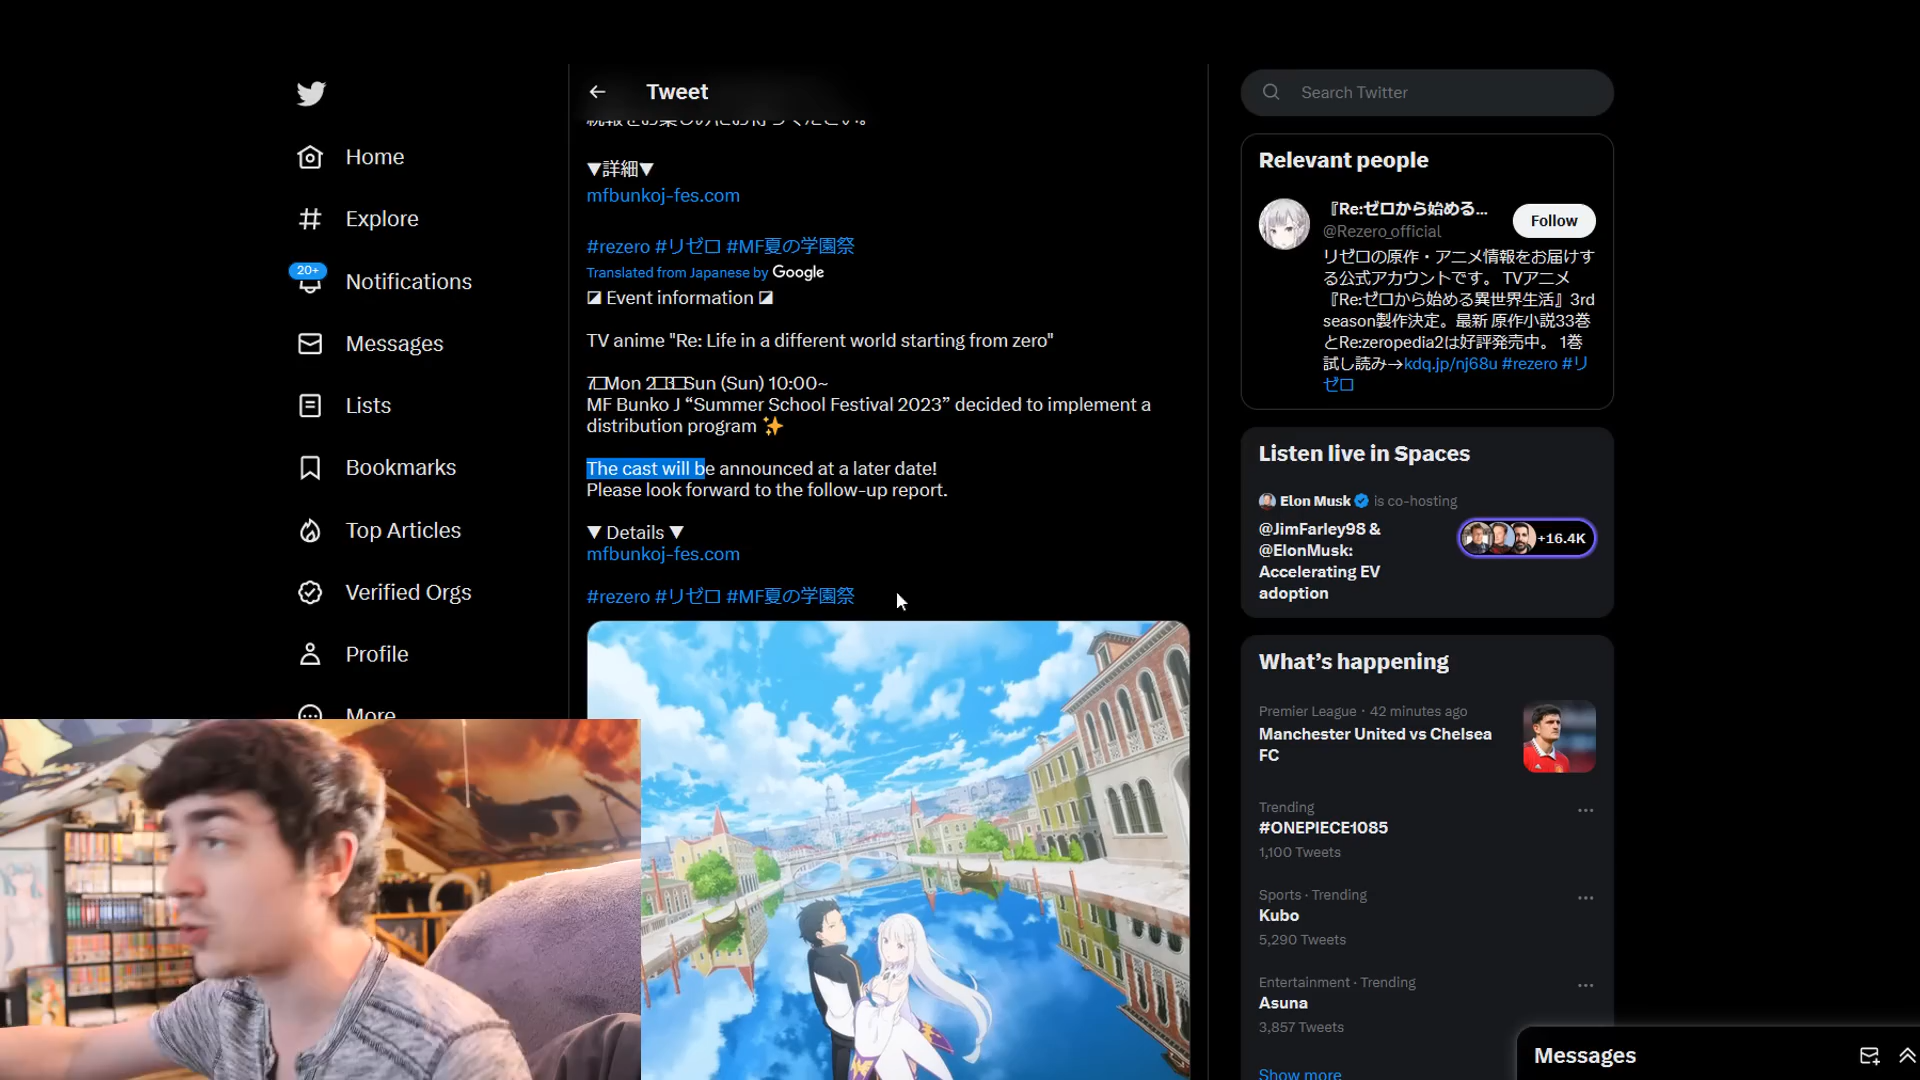 Tweet
Search Twitter
Home
Explore
20+
Notifications
Messages
Lists
Bookmarks
Top Articles
Verified Orgs
Profile
More
▼詳細▼
mfbunkoj-fes.com
#rezero #リゼロ #MF夏の学園祭
Translated from Japanese by Google
Event information
TV anime "Re: Life in a different world starting from zero"
7□Mon 2□3□Sun (Sun) 10:00~
MF Bunko J “Summer School Festival 2023” decided to implement a
distribution program ✨
The cast will be announced at a later date!
Please look forward to the follow-up report.
▼ Details ▼
mfbunkoj-fes.com
#rezero #リゼロ #MF夏の学園祭
Relevant people
『Re:ゼロから始める...
Follow
@Rezero_official
リゼロの原作・アニメ情報をお届けす
る公式アカウントです。 TVアニメ
『Re:ゼロから始める異世界生活』3rd
season製作決定。最新 原作小説33巻
とRe:zeropedia2は好評発売中。 1巻
試し読み→kdq.jp/nj68u #rezero #リ
ゼロ
Listen live in Spaces
Elon Musk is co-hosting
@JimFarley98 &
@ElonMusk:
Accelerating EV
adoption
+16.4K
What’s happening
Premier League · 42 minutes ago
Manchester United vs Chelsea
FC
Trending
#ONEPIECE1085
1,100 Tweets
Sports · Trending
Kubo
5,290 Tweets
Entertainment · Trending
Asuna
3,857 Tweets
Show more
Messages